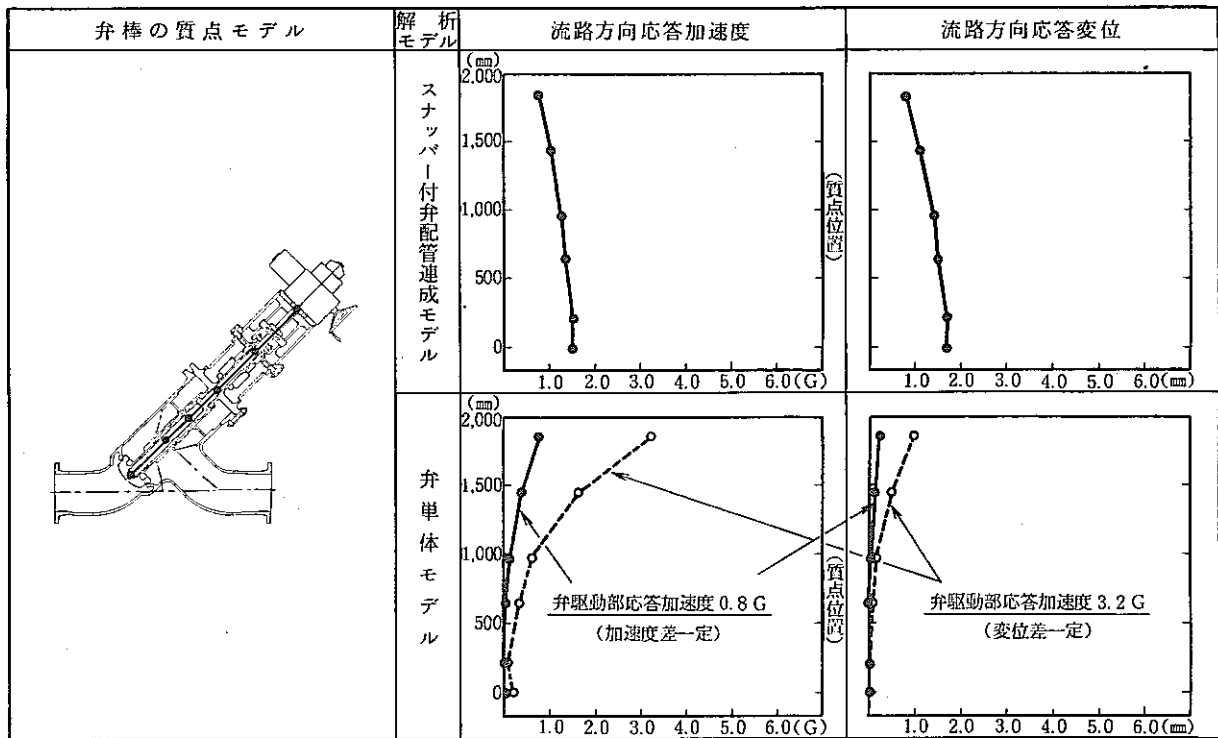 弁棒の質点モデル
解析
モデル
流路方向応答加速度
流路方向応答変位
スナッバー付弁配管連成モデル
(mm)
2,000
1,500
1,000
500
0
1.0 2.0 3.0 4.0 5.0 6.0(G)
(質点位置)
1.0 2.0 3.0 4.0 5.0 6.0(mm)
弁単体モデル
(mm)
2,000
1,500
1,000
500
0
弁駆動部応答加速度 0.8 G
(加速度差一定)
1.0 2.0 3.0 4.0 5.0 6.0(G)
(質点位置)
弁駆動部応答加速度 3.2 G
(変位差一定)
1.0 2.0 3.0 4.0 5.0 6.0(mm)